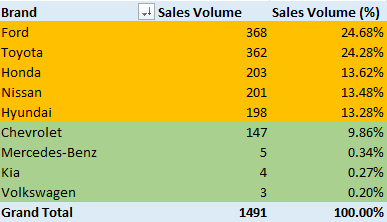 Brand Sales Volume Sales Volume (%)
Ford 368 24.68%
Toyota 362 24.28%
Honda 203 13.62%
Nissan 201 13.48%
Hyundai 198 13.28%
Chevrolet 147 9.86%
Mercedes-Benz 5 0.34%
Kia 4 0.27%
Volkswagen 3 0.20%
Grand Total 1491 100.00%